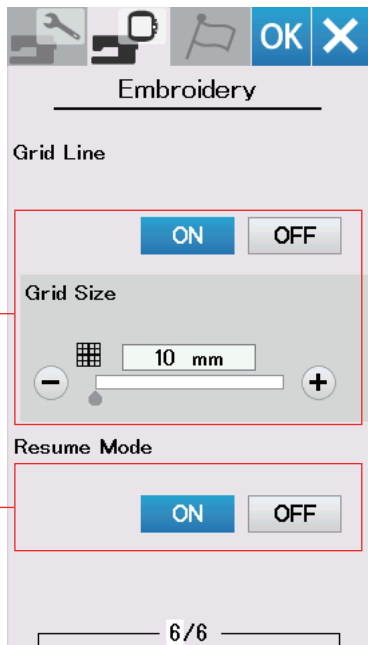 OK
Embroidery
Grid Line
ON OFF
Grid Size
10 mm
Resume Mode
ON OFF
6/6